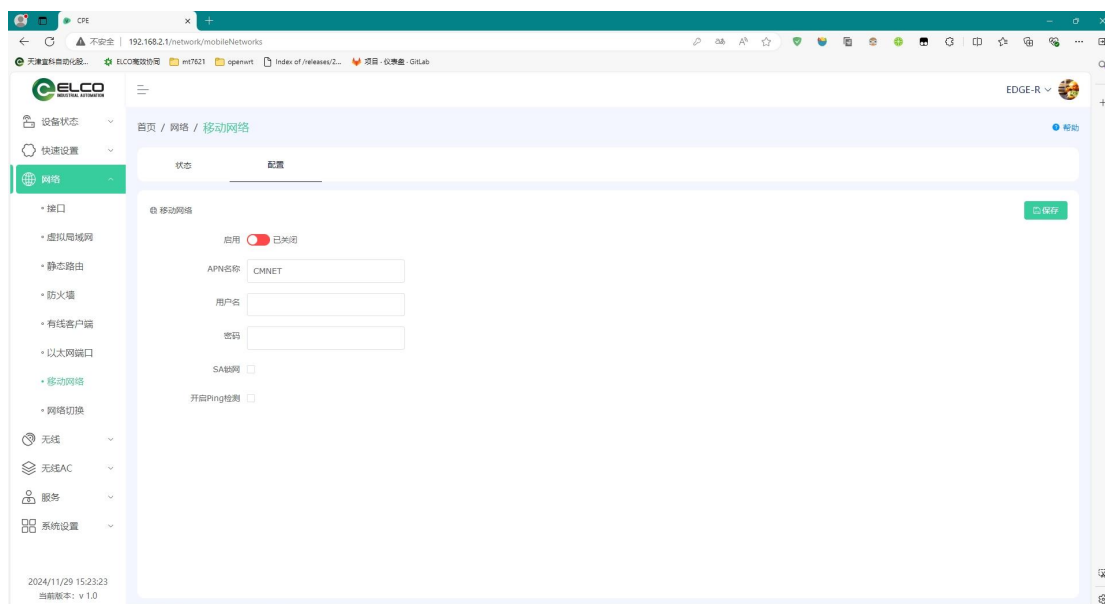 CPE
不安全 192.168.2.1/network/mobileNetworks
天津宜科自动化股... ELCO高效协同 mt7621 openwrt Index of /releases/2... 项目 · 仪表盘 · GitLab
ELCO
INDUSTRIAL AUTOMATION
EDGE-R
设备状态
首页 / 网络 / 移动网络
帮助
快速设置
状态
配置
网络
接口
移动网络
保存
虚拟局域网
启用 已关闭
静态路由
APN名称 CMNET
防火墙
用户名
有线客户端
密码
以太网端口
SA锁网
移动网络
开启Ping检测
网络切换
无线
无线AC
服务
系统设置
2024/11/29 15:23:23
当前版本: v 1.0